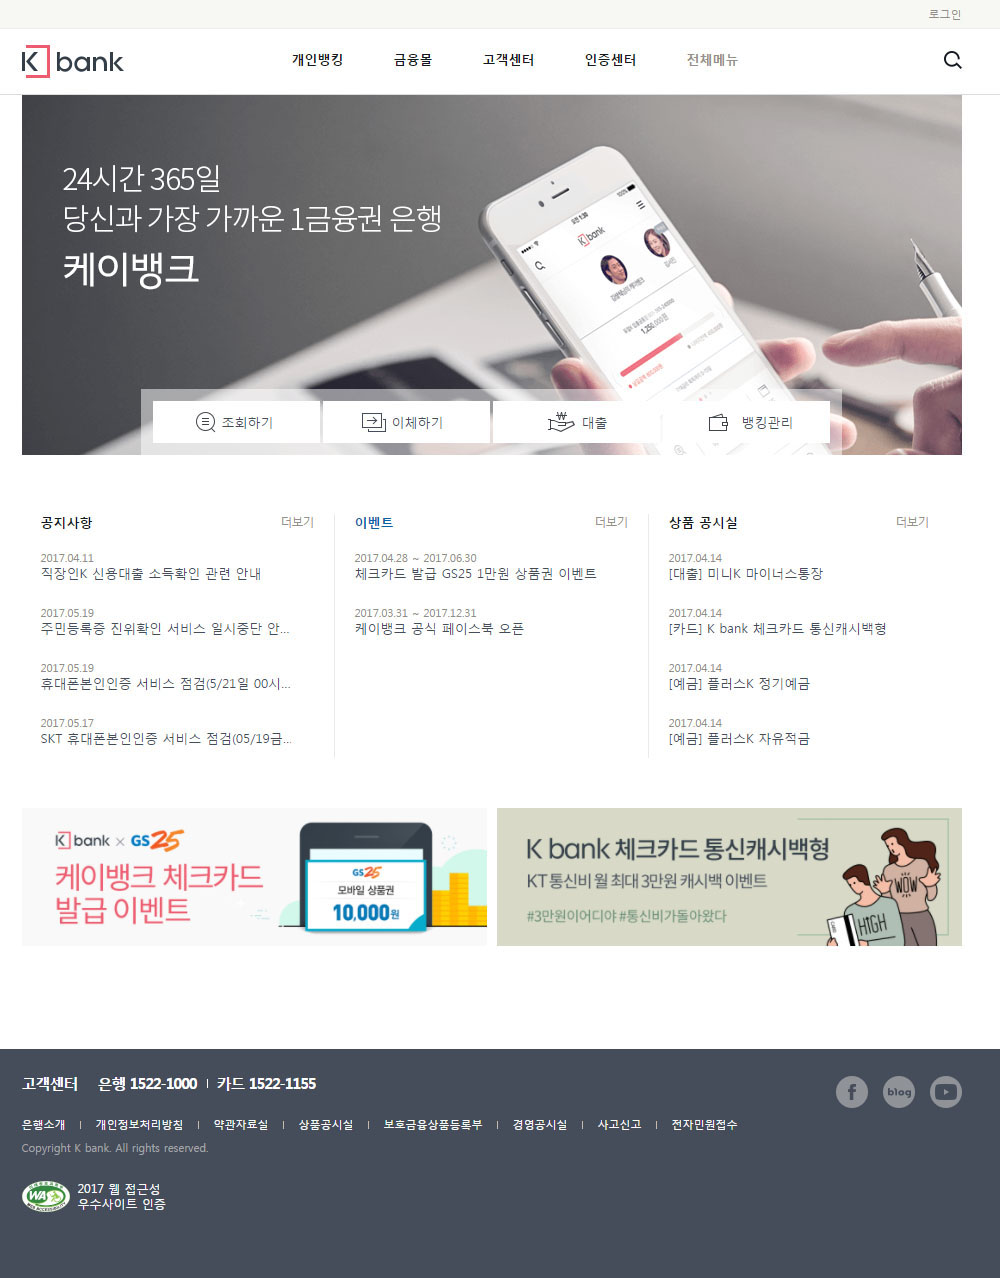 로그인
K bank
개인뱅킹 금융몰 고객센터 인증센터 전체메뉴
24시간 365일
당신과 가장 가까운 1금융권 은행
케이뱅크
K bank
조회하기 이체하기 대출 뱅킹관리
공지사항 더보기
2017.04.11
직장인K 신용대출 소득확인 관련 안내
2017.05.19
주민등록증 진위확인 서비스 일시중단 안...
2017.05.19
휴대폰본인인증 서비스 점검(5/21일 00시...
2017.05.17
SKT 휴대폰본인인증 서비스 점검(05/19금...
이벤트 더보기
2017.04.28 ~ 2017.06.30
체크카드 발급 GS25 1만원 상품권 이벤트
2017.03.31 ~ 2017.12.31
케이뱅크 공식 페이스북 오픈
상품 공시실 더보기
2017.04.14
[대출] 미니K 마이너스통장
2017.04.14
[카드] K bank 체크카드 통신캐시백형
2017.04.14
[예금] 플러스K 정기예금
2017.04.14
[예금] 플러스K 자유적금
K bank × GS25
케이뱅크 체크카드
발급 이벤트
GS25
모바일 상품권
10,000원
K bank 체크카드 통신캐시백형
KT 통신비 월 최대 3만원 캐시백 이벤트
#3만원이어디야 #통신비가돌아왔다
WOW
HIGH
고객센터 은행 1522-1000 | 카드 1522-1155
blog
은행소개 | 개인정보처리방침 | 약관자료실 | 상품공시실 | 보호금융상품등록부 | 경영공시실 | 사고신고 | 전자민원접수
Copyright K bank. All rights reserved.
WA
2017 웹 접근성
우수사이트 인증